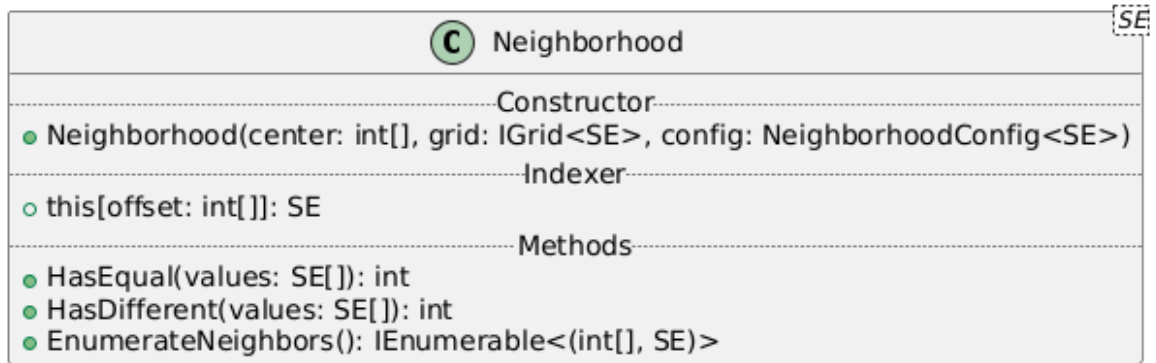 SE
C Neighborhood
Constructor
Neighborhood(center: int[], grid: IGrid<SE>, config: NeighborhoodConfig<SE>)
Indexer
this[offset: int[]]: SE
Methods
HasEqual(values: SE[]): int
HasDifferent(values: SE[]): int
EnumerateNeighbors(): IEnumerable<(int[], SE)>